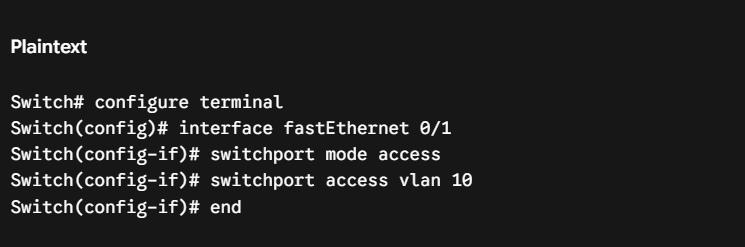 Plaintext
Switch# configure terminal
Switch(config)# interface fastEthernet 0/1
Switch(config-if)# switchport mode access
Switch(config-if)# switchport access vlan 10
Switch(config-if)# end